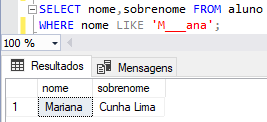 SELECT nome,sobrenome FROM aluno
WHERE nome LIKE 'M___ana';
100 %
Resultados Mensagens
nome sobrenome
1 Mariana Cunha Lima